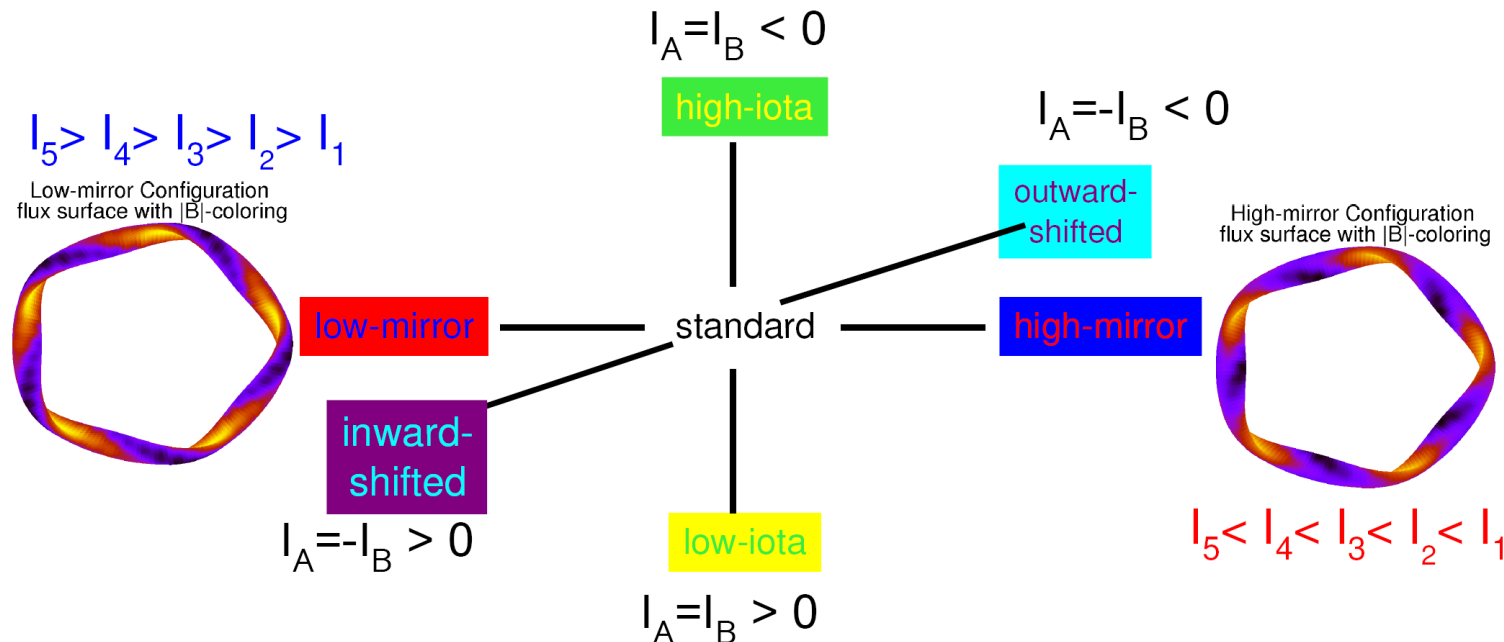 I_A=I_B < 0
high-iota
I_A=-I_B < 0
I_5> I_4> I_3> I_2> I_1
Low-mirror Configuration
flux surface with |B|-coloring
outward-
shifted
High-mirror Configuration
flux surface with |B|-coloring
low-mirror
standard
high-mirror
inward-
shifted
I_A=-I_B > 0
low-iota
I_5< I_4< I_3< I_2< I_1
I_A=I_B > 0